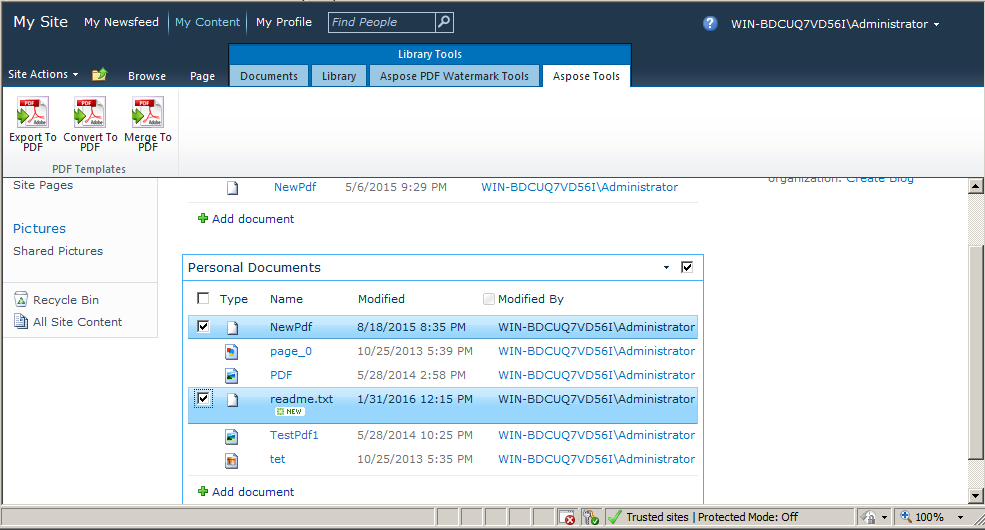 My Site My Newsfeed My Content My Profile Find People WIN-BDCUQ7VD56I\Administrator
Library Tools
Site Actions Browse Page Documents Library Aspose PDF Watermark Tools Aspose Tools
Export To PDF Convert To PDF Merge To PDF
PDF Templates
Site Pages
Pictures
Shared Pictures
Recycle Bin
All Site Content
NewPdf 5/6/2015 9:29 PM WIN-BDCUQ7VD56I\Administrator
Add document
Personal Documents
Type Name Modified Modified By
NewPdf 8/18/2015 8:35 PM WIN-BDCUQ7VD56I\Administrator
page_0 10/25/2013 5:39 PM WIN-BDCUQ7VD56I\Administrator
PDF 5/28/2014 2:58 PM WIN-BDCUQ7VD56I\Administrator
readme.txt 1/31/2016 12:15 PM WIN-BDCUQ7VD56I\Administrator
NEW
TestPdf1 5/28/2014 10:25 PM WIN-BDCUQ7VD56I\Administrator
tet 10/25/2013 5:35 PM WIN-BDCUQ7VD56I\Administrator
Add document
organization. Create Blog
Trusted sites | Protected Mode: Off 100%